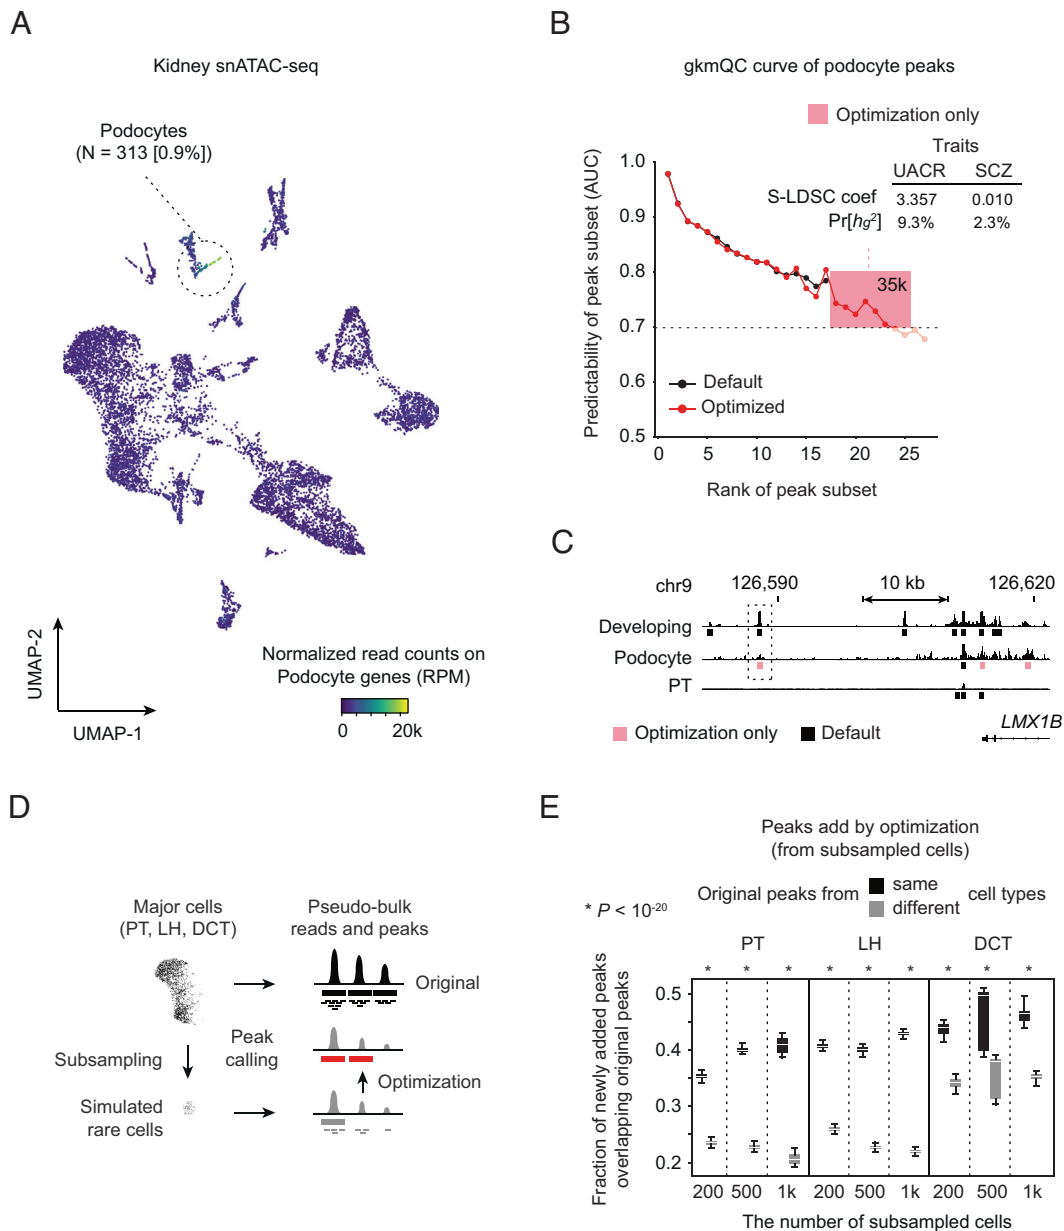 A
Kidney snATAC-seq
Podocytes
(N = 313 [0.9%])
UMAP-2
UMAP-1
Normalized read counts on
Podocyte genes (RPM)
0 20k
B
gkmQC curve of podocyte peaks
Optimization only
Traits
UACR SCZ
S-LDSC coef 3.357 0.010
Pr[hg²] 9.3% 2.3%
35k
Predictability of peak subset (AUC)
1.0
0.9
0.8
0.7
0.6
0.5
Default
Optimized
0 5 10 15 20 25
Rank of peak subset
C
chr9 126,590 10 kb 126,620
Developing
Podocyte
PT
LMX1B
Optimization only Default
D
Major cells
(PT, LH, DCT)
Pseudo-bulk
reads and peaks
Original
Subsampling
Peak
calling
Optimization
Simulated
rare cells
E
Peaks add by optimization
(from subsampled cells)
Original peaks from same cell types
different
* P < 10⁻²⁰
PT LH DCT
* * * * * * * * *
Fraction of newly added peaks
overlapping original peaks
0.5
0.4
0.3
0.2
200 500 1k 200 500 1k 200 500 1k
The number of subsampled cells